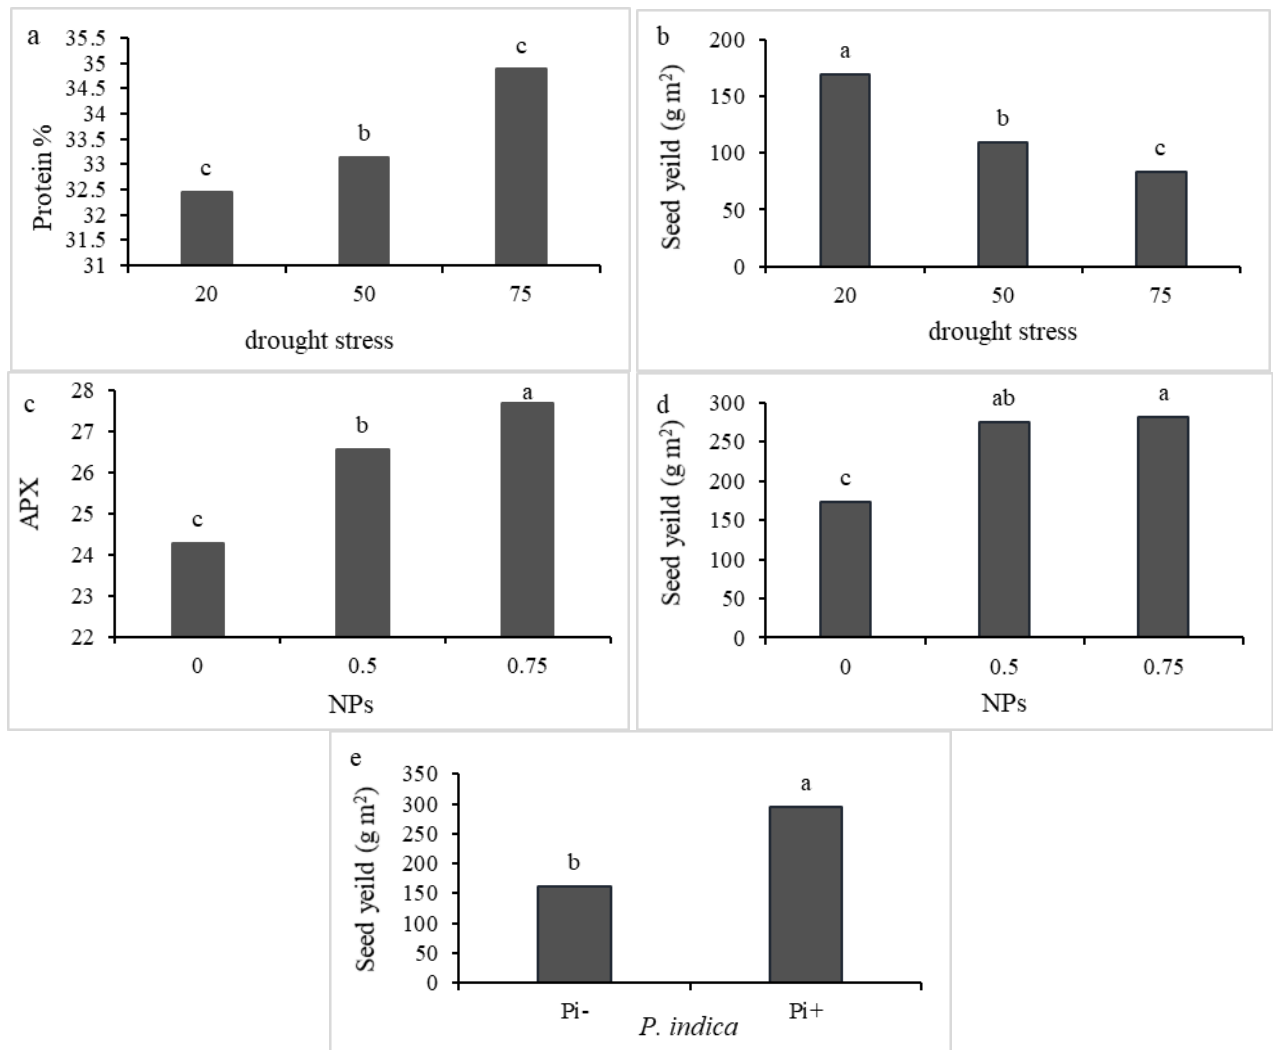 a
35.5
35
34.5
34
33.5
33
32.5
32
31.5
31
Protein %
c
b
c
20 50 75
drought stress
b
200
150
100
50
0
Seed yeild (g m²)
a
b
c
20 50 75
drought stress
c
28
27
26
25
24
23
22
APX
c
b
a
0 0.5 0.75
NPs
d
300
250
200
150
100
50
0
Seed yeild (g m²)
c
ab
a
0 0.5 0.75
NPs
e
350
300
250
200
150
100
50
0
Seed yeild (g m²)
b
a
Pi- Pi+
P. indica